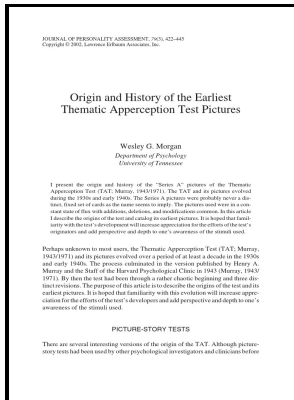 JOURNAL OF PERSONALITY ASSESSMENT, 79(3), 422–445
Copyright © 2002, Lawrence Erlbaum Associates, Inc.
Origin and History of the Earliest
Thematic Apperception Test Pictures
Wesley G. Morgan
Department of Psychology
University of Tennessee
I present the origin and history of the "Series A" pictures of the Thematic
Apperception Test (TAT; Murray, 1943/1971). The TAT and its pictures evolved
during the 1930s and early 1940s. The Series A pictures were probably never a dis-
tinct, fixed set of cards as the name seems to imply. The pictures used were in a con-
stant state of flux with additions, deletions, and modifications common. In this article
I describe the origins of the test and catalog its earliest pictures. It is hoped that famil-
iarity with the test's development will increase appreciation for the efforts of the test's
originators and add perspective and depth to one's awareness of the stimuli used.
Perhaps unknown to most users, the Thematic Apperception Test (TAT; Murray,
1943/1971) and its pictures evolved over a period of at least a decade in the 1930s
and early 1940s. The process culminated in the version published by Henry A.
Murray and the Staff of the Harvard Psychological Clinic in 1943 (Murray, 1943/
1971). By then the test had been through a rather chaotic beginning and three dis-
tinct revisions. The purpose of this article is to describe the origins of the test and its
earliest pictures. It is hoped that familiarity with this evolution will increase appre-
ciation for the efforts of the test's developers and add perspective and depth to one's
awareness of the stimuli used.
PICTURE-STORY TESTS
There are several interesting versions of the origin of the TAT. Although picture-
story tests had been used by other psychological investigators and clinicians before